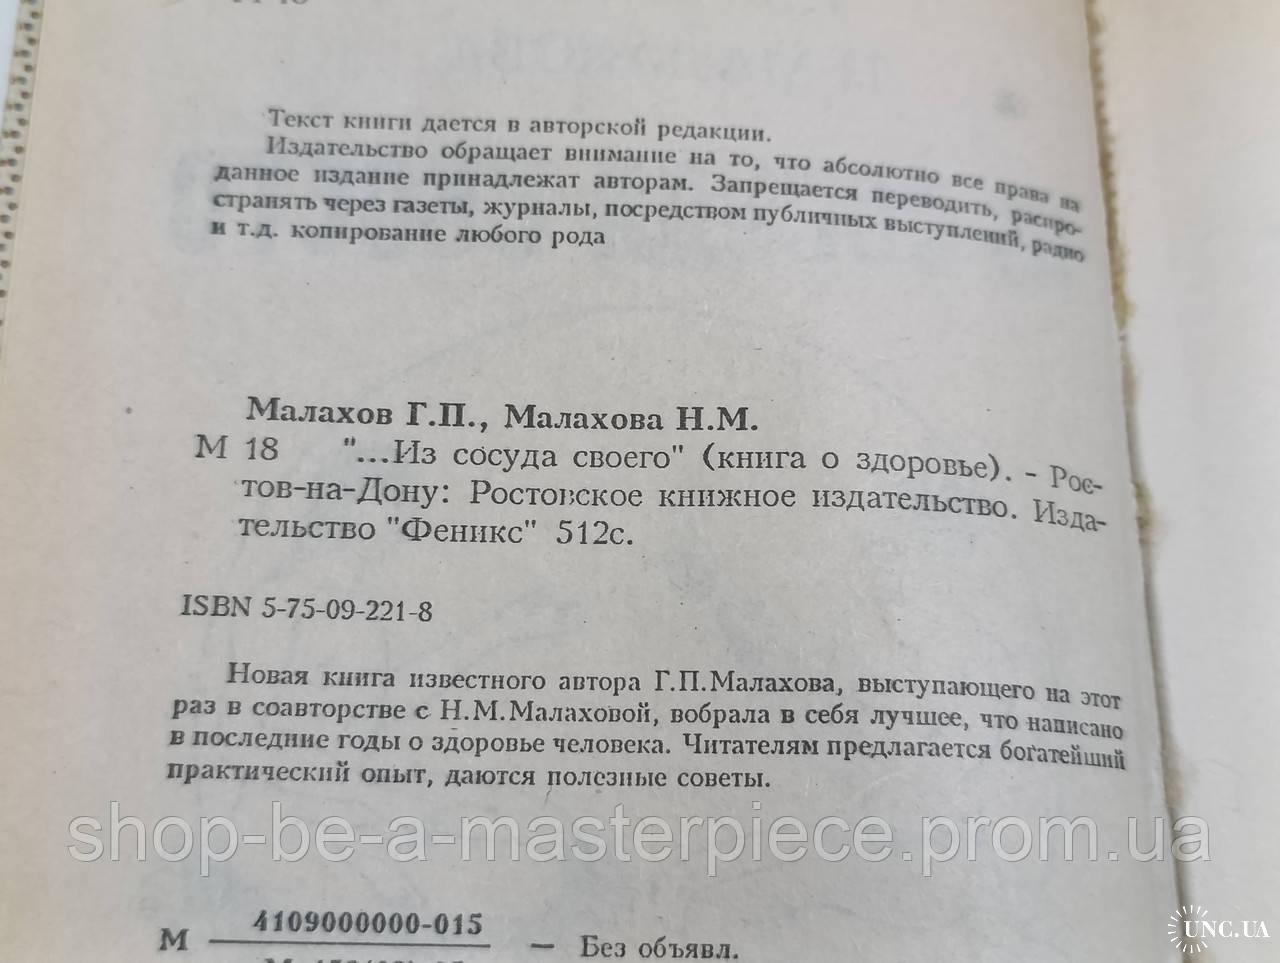 Текст книги дается в авторской редакции.
Издательство обращает внимание на то, что абсолютно все права на
данное издание принадлежат авторам. Запрещается переводить, распро-
странять через газеты, журналы, посредством публичных выступлений, радио
и т.д. копирование любого рода
Малахов Г.П., Малахова Н.М.
М 18 "...Из сосуда своего" (книга о здоровье). - Рос-
тов-на-Дону: Ростовское книжное издательство. Изда-
тельство "Феникс" 512с.
ISBN 5-75-09-221-8
Новая книга известного автора Г.П.Малахова, выступающего на этот
раз в соавторстве с Н.М.Малаховой, вобрала в себя лучшее, что написано
в последние годы о здоровье человека. Читателям предлагается богатейший
практический опыт, даются полезные советы.
shop-be-a-masterpiece.prom.ua
4109000000-015
М — Без объявл.
UNC.UA